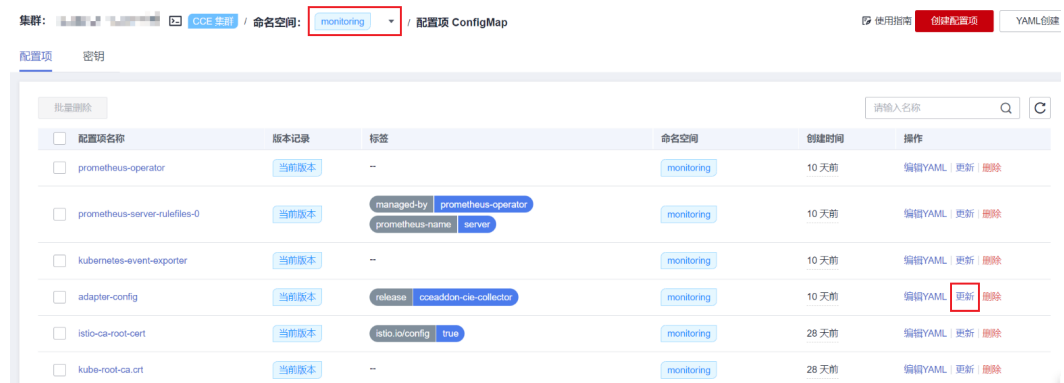 集群： CCE 集群 / 命名空间： monitoring / 配置项 ConfigMap 使用指南 创建配置项 YAML创建
配置项 密钥
批量删除 请输入名称
配置项名称 版本记录 标签 命名空间 创建时间 操作
prometheus-operator 当前版本 -- monitoring 10 天前 编辑YAML 更新 删除
managed-by prometheus-operator
prometheus-server-rulefiles-0 当前版本 monitoring 10 天前 编辑YAML 更新 删除
prometheus-name server
kubernetes-event-exporter 当前版本 -- monitoring 10 天前 编辑YAML 更新 删除
adapter-config 当前版本 release cceaddon-cie-collector monitoring 10 天前 编辑YAML 更新 删除
istio-ca-root-cert 当前版本 istio.io/config true monitoring 28 天前 编辑YAML 更新 删除
kube-root-ca.crt 当前版本 -- monitoring 28 天前 编辑YAML 更新 删除